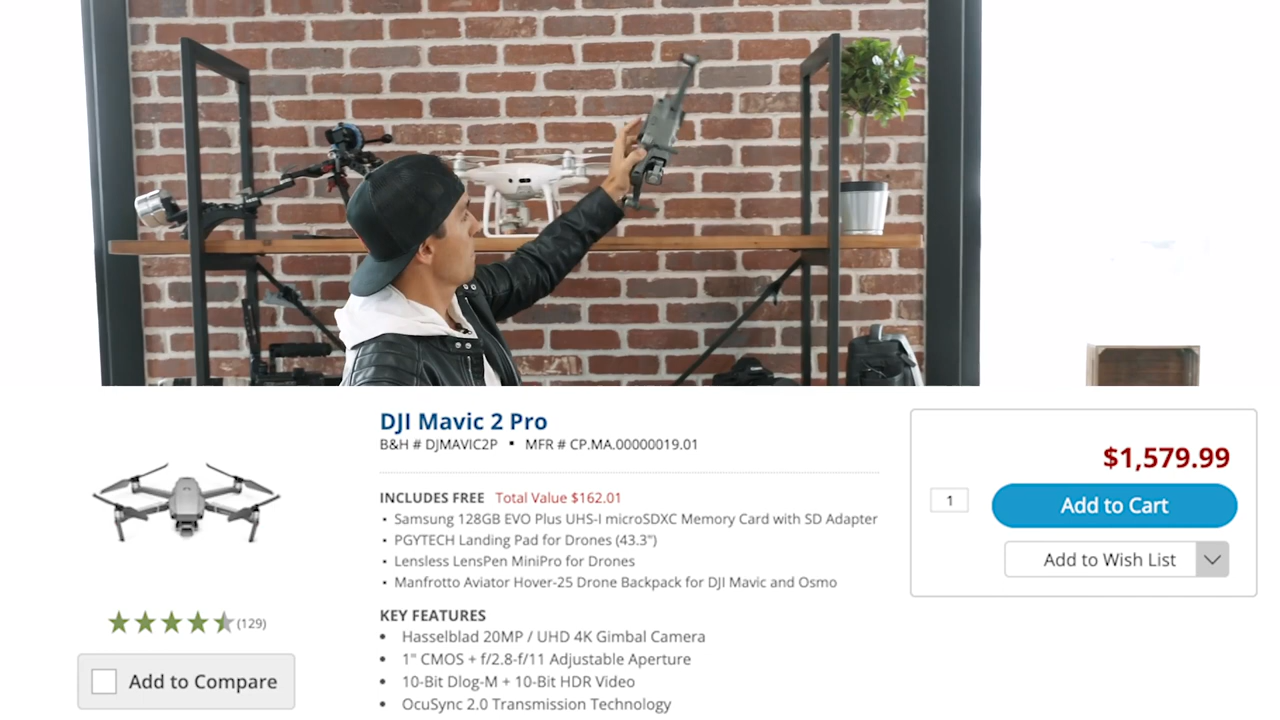 DJI Mavic 2 Pro
B&H # DJMAVIC2P • MFR # CP.MA.00000019.01
INCLUDES FREE Total Value $162.01
• Samsung 128GB EVO Plus UHS-I microSDXC Memory Card with SD Adapter
• PGYTECH Landing Pad for Drones (43.3")
• Lensless LensPen MiniPro for Drones
• Manfrotto Aviator Hover-25 Drone Backpack for DJI Mavic and Osmo
(129)
Add to Compare
KEY FEATURES
• Hasselblad 20MP / UHD 4K Gimbal Camera
• 1" CMOS + f/2.8-f/11 Adjustable Aperture
• 10-Bit Dlog-M + 10-Bit HDR Video
• OcuSync 2.0 Transmission Technology
$1,579.99
1
Add to Cart
Add to Wish List